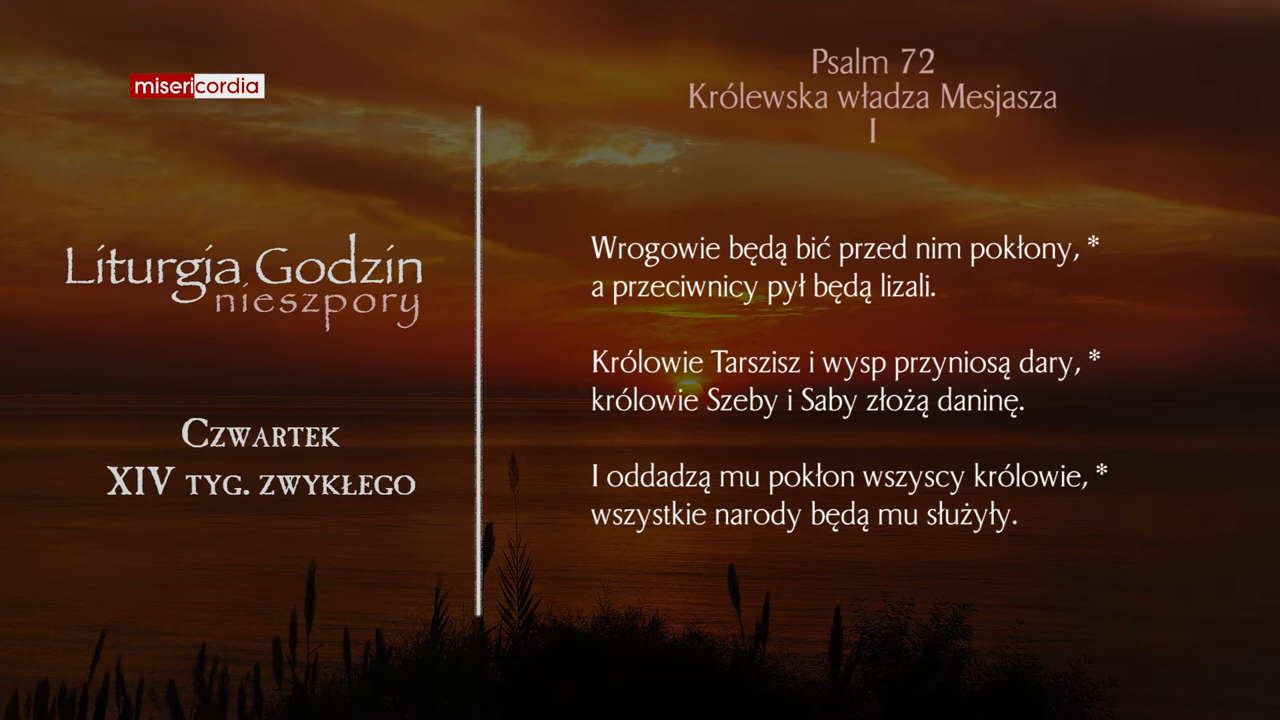 misericordia
Liturgia Godzin
nieszpory
Czwartek
XIV tyg. zwykłego
Psalm 72
Królewska władza Mesjasza
I
Wrogowie będą bić przed nim pokłony, *
a przeciwnicy pył będą lizali.
Królowie Tarszisz i wysp przyniosą dary, *
królowie Szeby i Saby złożą daninę.
I oddadzą mu pokłon wszyscy królowie, *
wszystkie narody będą mu służyły.